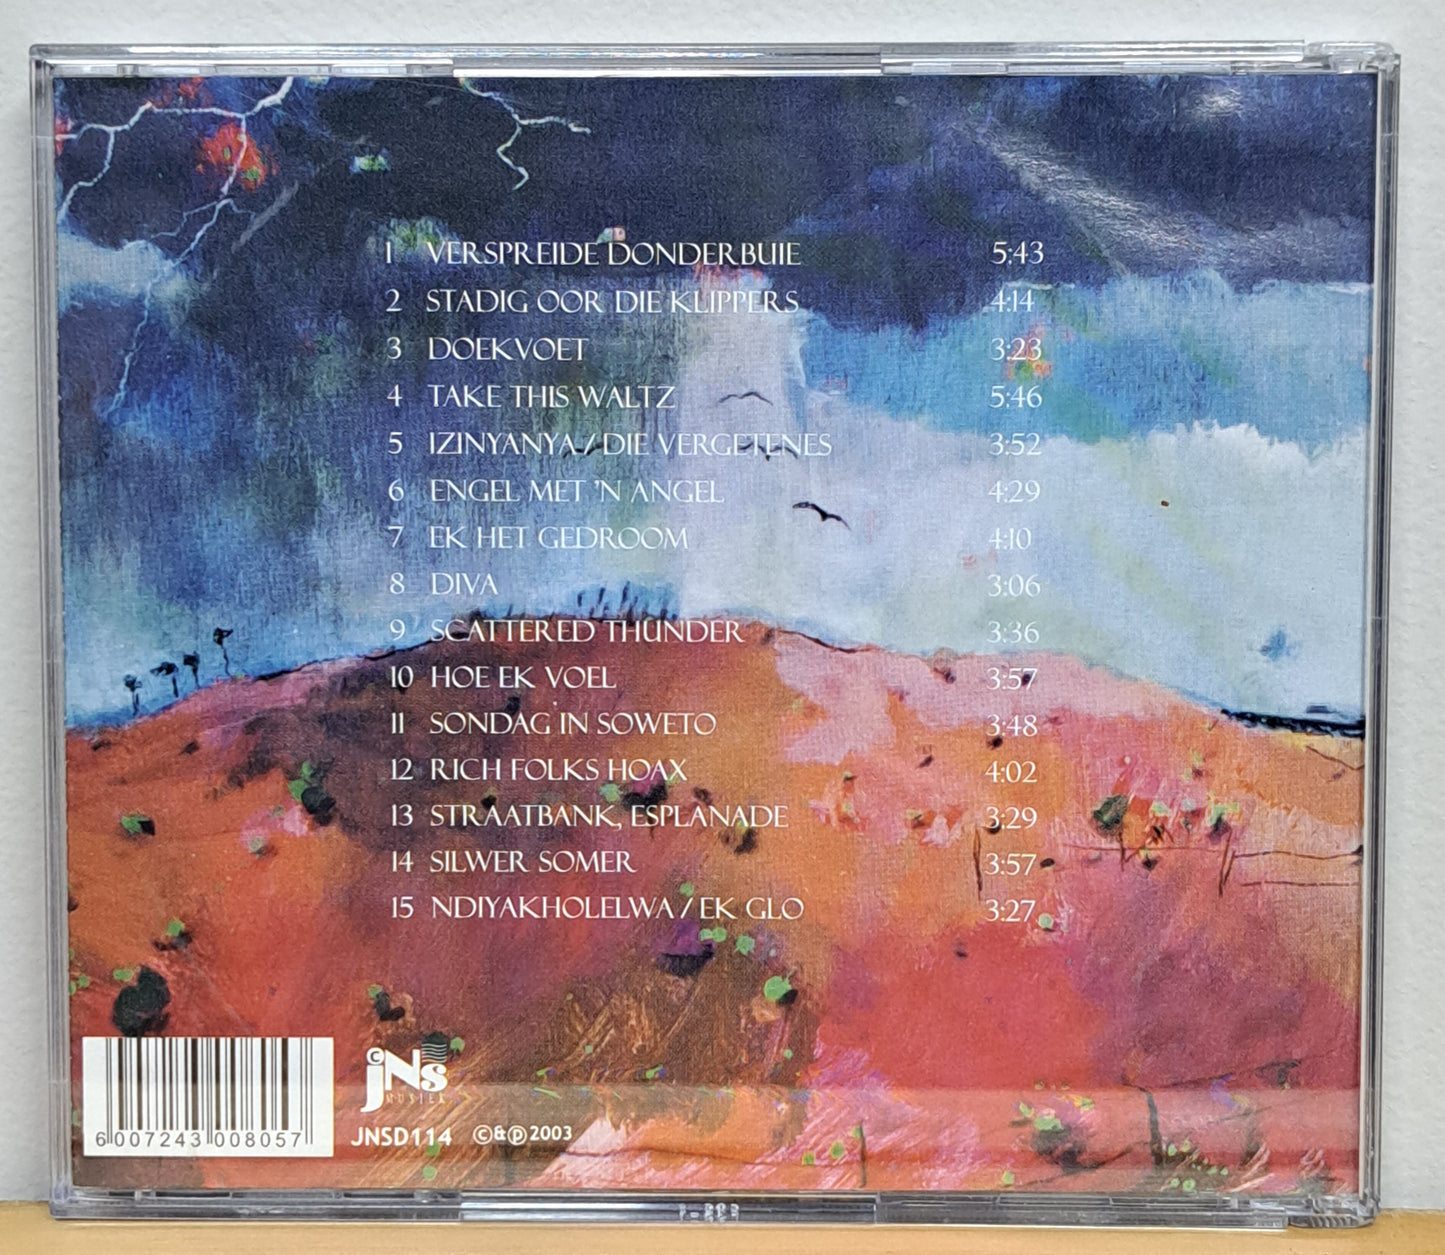 1 VERSPREIDE DONDERBUIE 5:43
2 STADIG OOR DIE KLIPPERS 4:14
3 DOEKVOET 3:23
4 TAKE THIS WALTZ 5:46
5 IZINYANYA / DIE VERGETENES 3:52
6 ENGEL MET 'N ANGEL 4:29
7 EK HET GEDROOM 4:10
8 DIVA 3:06
9 SCATTERED THUNDER 3:36
10 HOE EK VOEL 3:57
11 SONDAG IN SOWETO 3:48
12 RICH FOLKS HOAX 4:02
13 STRAATBANK, ESPLANADE 3:29
14 SILWER SOMER 3:57
15 NDIYAKHOLELWA / EK GLO 3:27
© JNS
MUSIEK
6 007243 008057
JNSD114 ©&℗2003